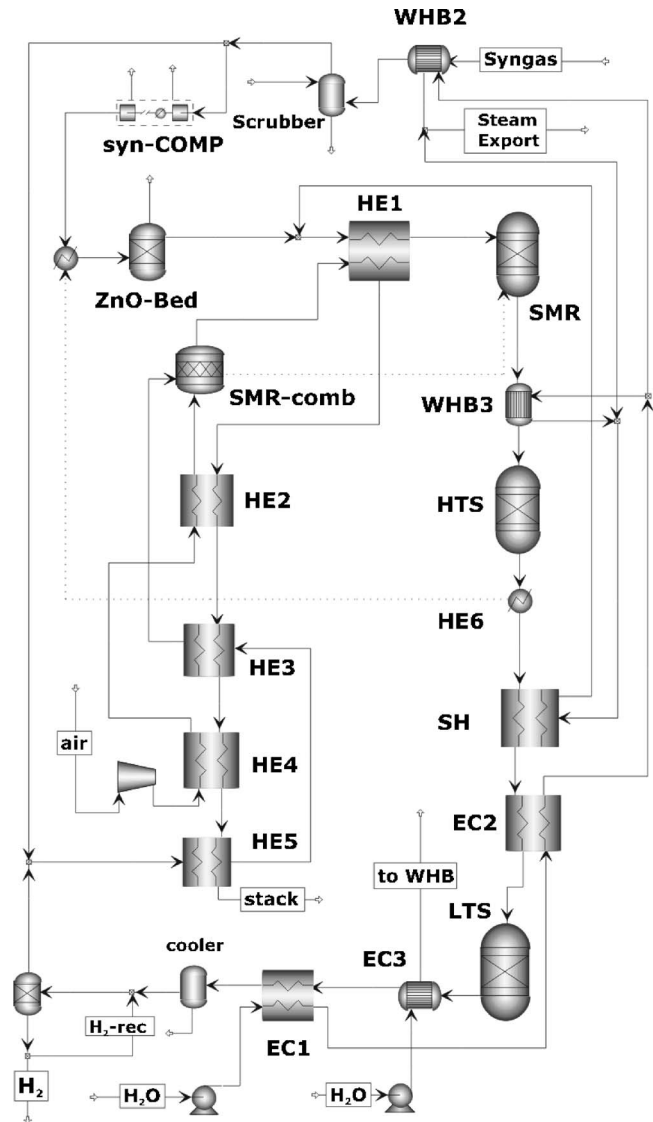 WHB2
Syngas
Steam
Export
Scrubber
syn-COMP
HE1
ZnO-Bed
SMR
SMR-comb
WHB3
HE2
HTS
HE6
HE3
SH
air
HE4
EC2
HE5
to WHB
stack
LTS
cooler
EC3
H₂-rec
EC1
H₂
H₂O
H₂O